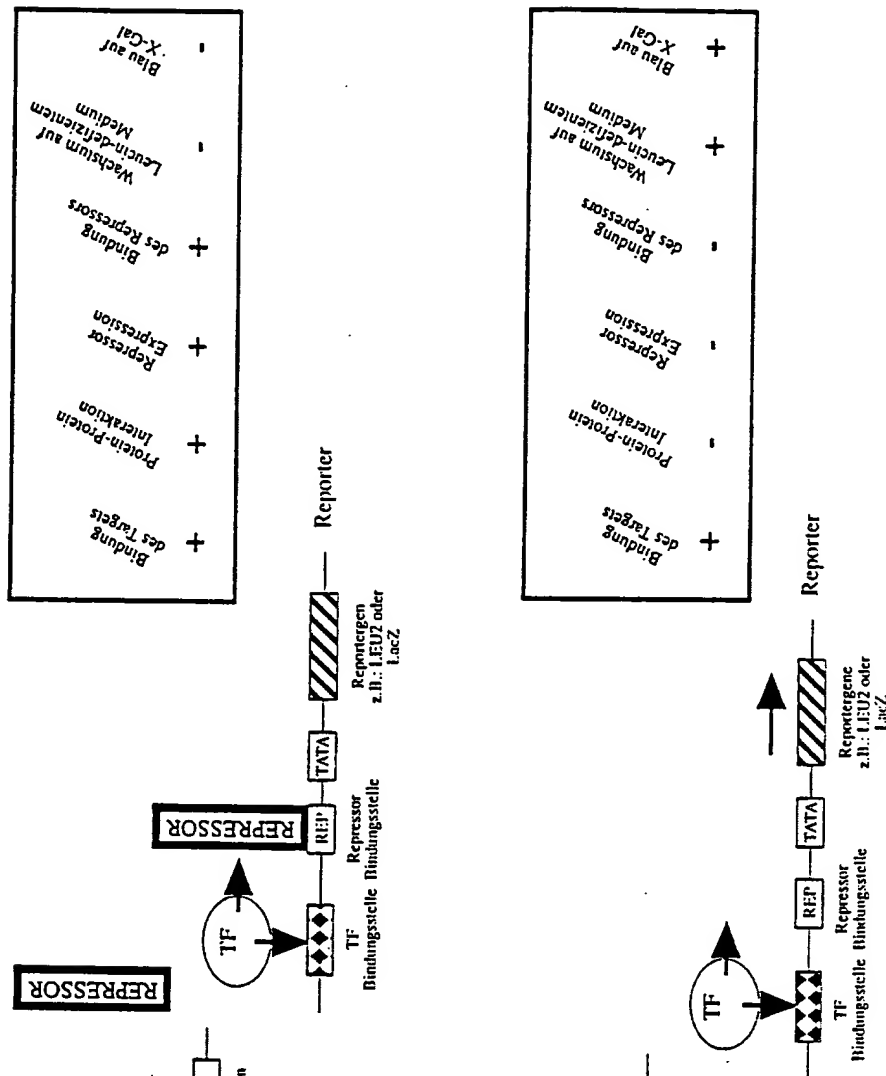 Bindung
des Targets
+
Protein-Protein
Interaktion
+
Repressor
Expression
+
Bindung
des Repressors
+
Wachstum auf
Leucin-defizientem
Medium
-
Blau auf
X-Gal
-
REPRESSOR
TF
REPRESSOR
REP
TATA
Reporter
TF
Bindungsstelle
Repressor
Bindungsstelle
Reportergen
z.B.: LEU2 oder
LacZ
n
Bindung
des Targets
+
Protein-Protein
Interaktion
-
Repressor
Expression
-
Bindung
des Repressors
-
Wachstum auf
Leucin-defizientem
Medium
+
Blau auf
X-Gal
+
TF
REP
TATA
Reporter
TF
Bindungsstelle
Repressor
Bindungsstelle
Reportergene
z.B.: LEU2 oder
LacZ